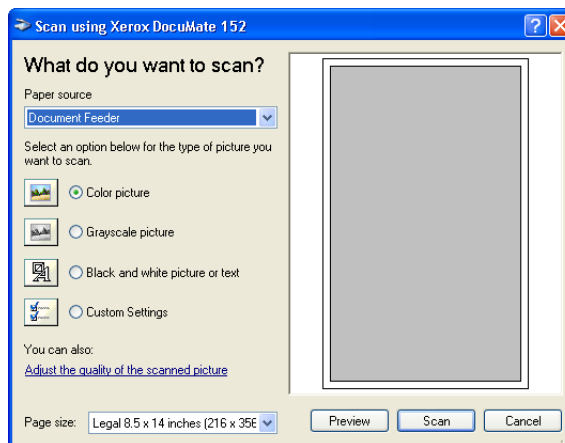 Scan using Xerox DocuMate 152
What do you want to scan?
Paper source
Document Feeder
Select an option below for the type of picture you
want to scan.
Color picture
Grayscale picture
Black and white picture or text
Custom Settings
You can also:
Adjust the quality of the scanned picture
Page size: Legal 8.5 x 14 inches (216 x 356
Preview Scan Cancel